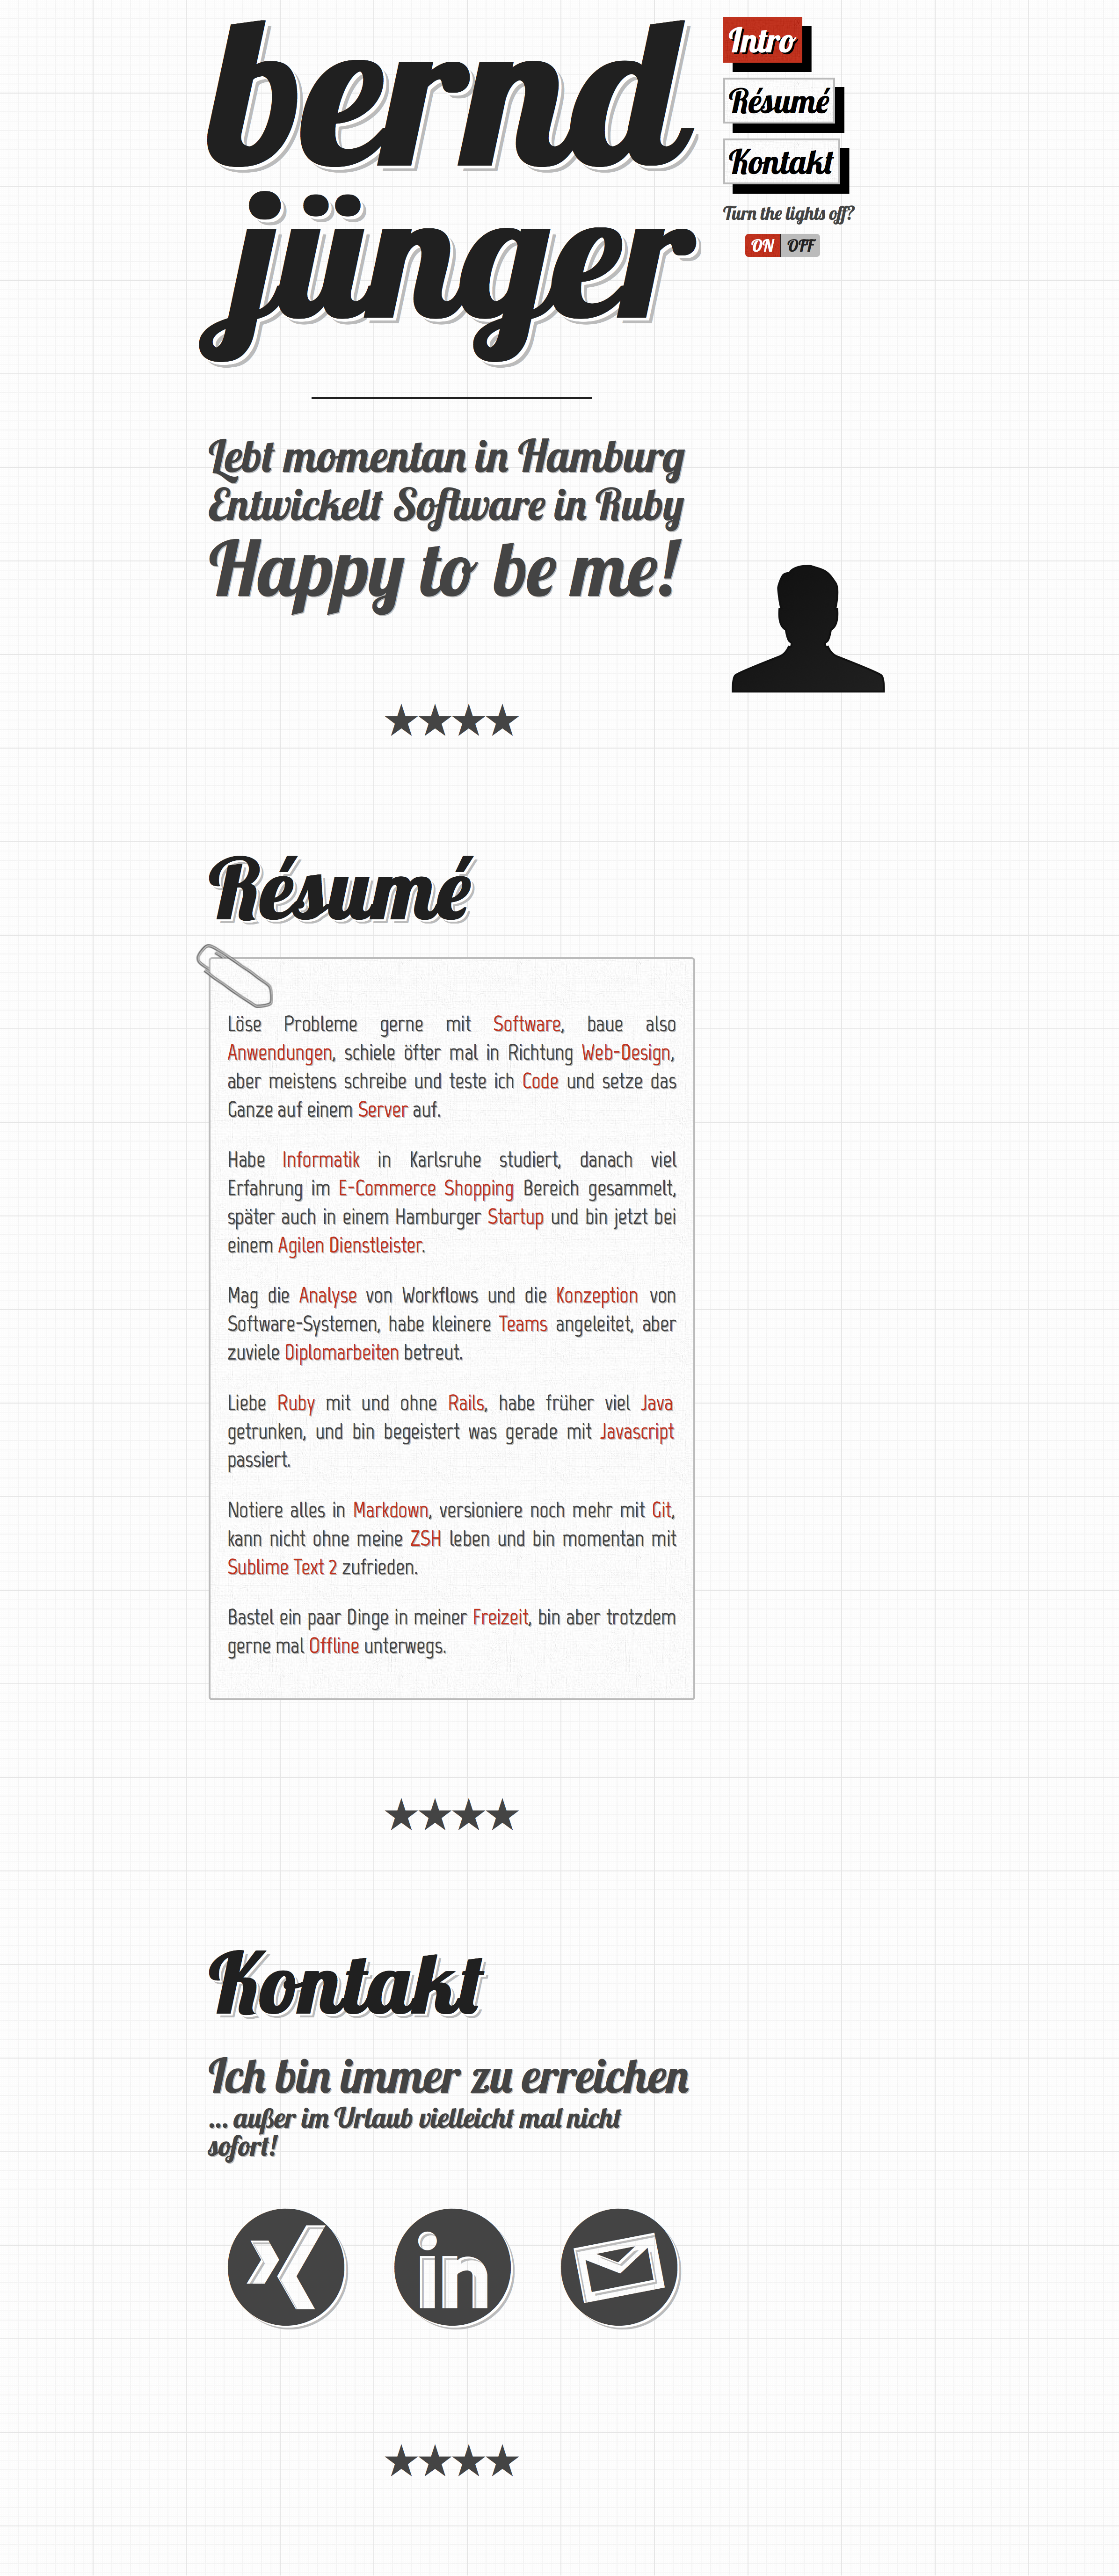 bernd
jünger
Intro
Résumé
Kontakt
Turn the lights off?
ON OFF
Lebt momentan in Hamburg
Entwickelt Software in Ruby
Happy to be me!
★★★★
Résumé
Löse Probleme gerne mit Software, baue also
Anwendungen, schiele öfter mal in Richtung Web-Design,
aber meistens schreibe und teste ich Code und setze das
Ganze auf einem Server auf.
Habe Informatik in Karlsruhe studiert, danach viel
Erfahrung im E-Commerce Shopping Bereich gesammelt,
später auch in einem Hamburger Startup und bin jetzt bei
einem Agilen Dienstleister.
Mag die Analyse von Workflows und die Konzeption von
Software-Systemen, habe kleinere Teams angeleitet, aber
zuviele Diplomarbeiten betreut.
Liebe Ruby mit und ohne Rails, habe früher viel Java
getrunken, und bin begeistert was gerade mit Javascript
passiert.
Notiere alles in Markdown, versioniere noch mehr mit Git,
kann nicht ohne meine ZSH leben und bin momentan mit
Sublime Text 2 zufrieden.
Bastel ein paar Dinge in meiner Freizeit, bin aber trotzdem
gerne mal Offline unterwegs.
★★★★
Kontakt
Ich bin immer zu erreichen
... außer im Urlaub vielleicht mal nicht
sofort!
in
★★★★